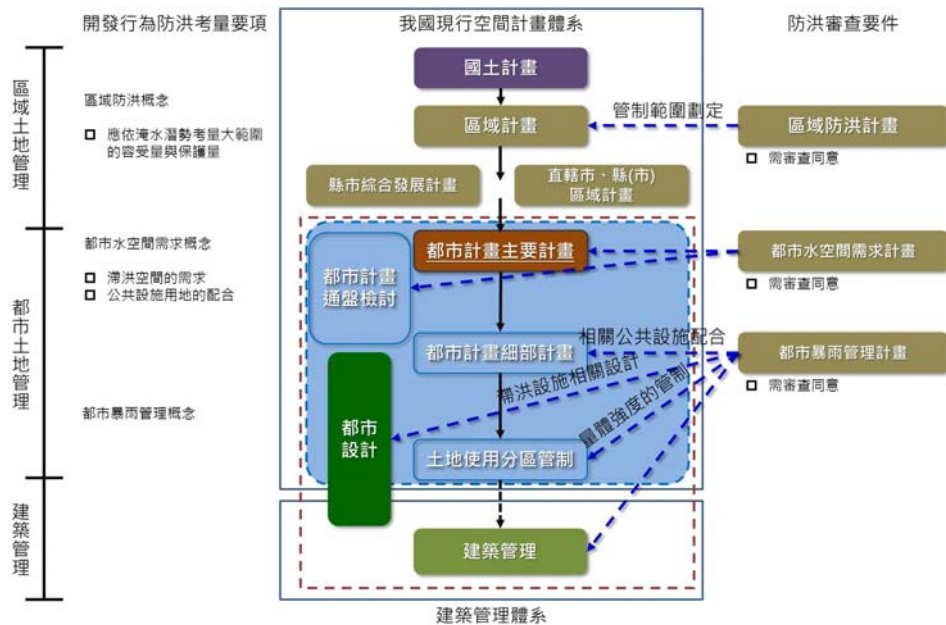 開發行為防洪考量要項
我國現行空間計畫體系
防洪審查要件
區域土地管理
區域防洪概念
應依淹水潛勢考量大範圍
的容受量與保護量
國土計畫
區域計畫
管制範圍劃定
區域防洪計畫
需審查同意
縣市綜合發展計畫
直轄市、縣(市)
區域計畫
都市土地管理
都市水空間需求概念
滯洪空間的需求
公共設施用地的配合
都市計畫
通盤檢討
都市計畫主要計畫
都市水空間需求計畫
需審查同意
都市計畫細部計畫
相關公共設施配合
都市暴雨管理計畫
需審查同意
滯洪設施相關設計
量體強度的管制
都市暴雨管理概念
都市
設計
土地使用分區管制
建築管理
建築管理
建築管理體系